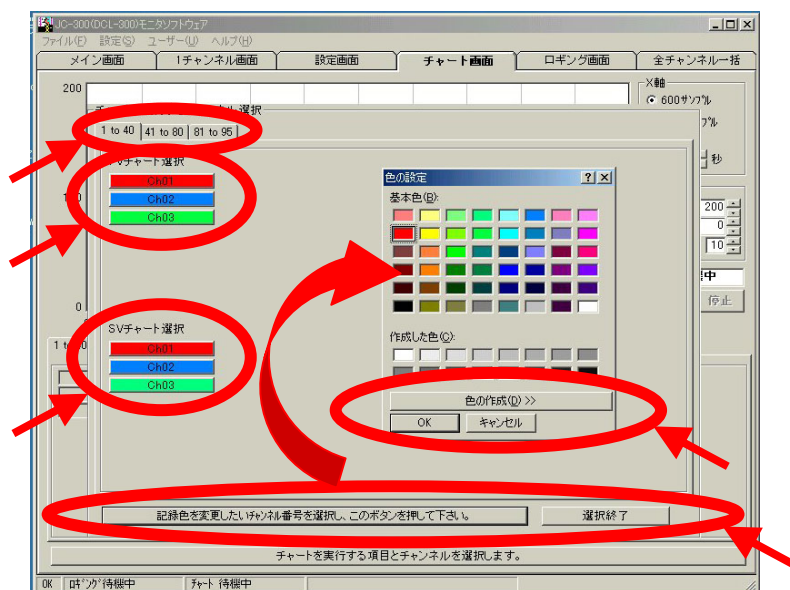 JC-300(DCL-300)モニタソフトウェア
ファイル(F) 設定(S) ユーザー(U) ヘルプ(H)
メイン画面 1チャンネル画面 設定画面 チャート画面 ロギング画面 全チャンネル一括
200
選択
X軸
600サンプル
プル
秒
1 to 40 41 to 80 81 to 95
Ch01
Ch02
Ch03
色の設定
基本色(B):
200
0
10
中
停止
0
SVチャート選択
Ch01
Ch02
Ch03
作成した色(C):
色の作成(D) >>
OK キャンセル
記録色を変更したいチャンネル番号を選択し、このボタンを押して下さい。 選択終了
チャートを実行する項目とチャンネルを選択します。
OK ロギング待機中 チャート 待機中